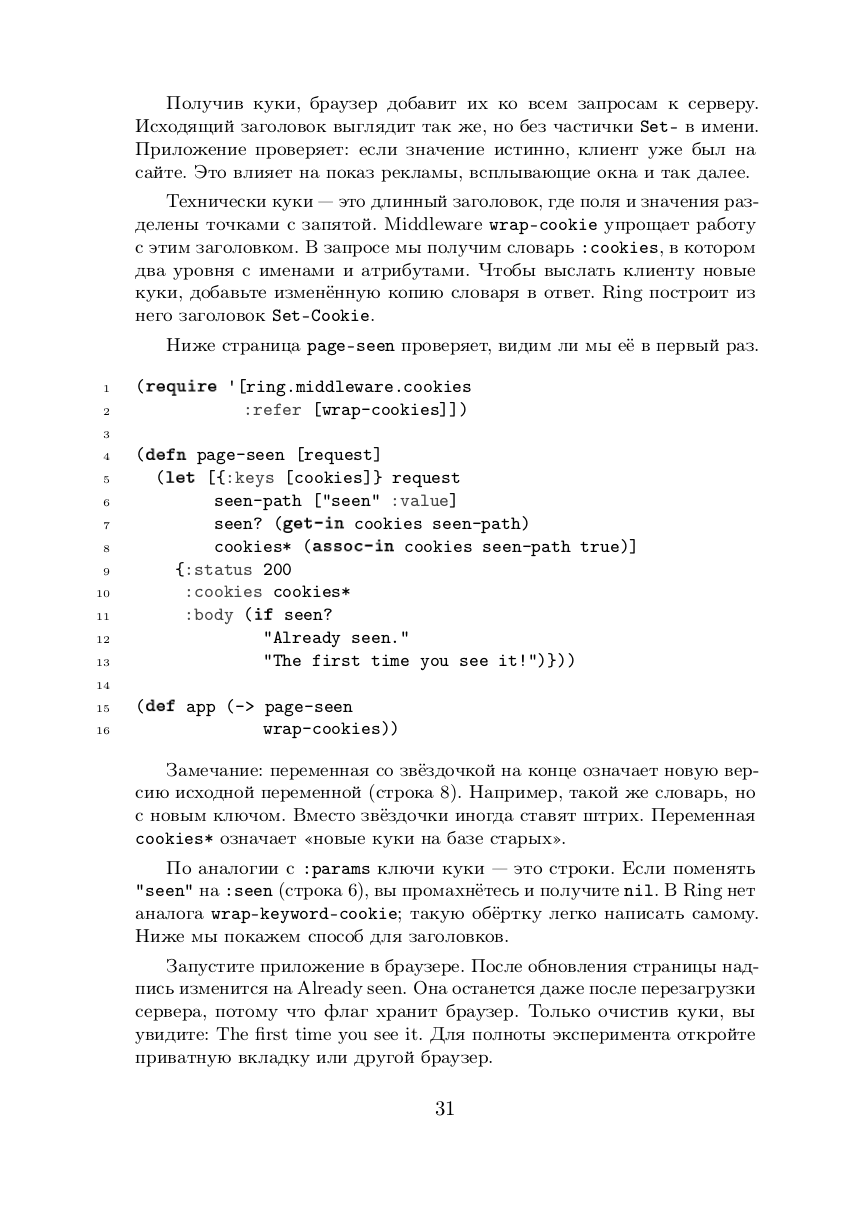 Получив куки, браузер добавит их ко всем запросам к серверу.
Исходящий заголовок выглядит так же, но без частички Set- в имени.
Приложение проверяет: если значение истинно, клиент уже был на
сайте. Это влияет на показ рекламы, всплывающие окна и так далее.
Технически куки — это длинный заголовок, где поля и значения раз-
делены точками с запятой. Middleware wrap-cookie упрощает работу
с этим заголовком. В запросе мы получим словарь :cookies, в котором
два уровня с именами и атрибутами. Чтобы выслать клиенту новые
куки, добавьте изменённую копию словаря в ответ. Ring построит из
него заголовок Set-Cookie.
Ниже страница page-seen проверяет, видим ли мы её в первый раз.
1 (require '[ring.middleware.cookies
2            :refer [wrap-cookies]])
3
4 (defn page-seen [request]
5   (let [{:keys [cookies]} request
6         seen-path ["seen" :value]
7         seen? (get-in cookies seen-path)
8         cookies* (assoc-in cookies seen-path true)]
9     {:status 200
10      :cookies cookies*
11      :body (if seen?
12              "Already seen."
13              "The first time you see it!")}))
14
15 (def app (-> page-seen
16              wrap-cookies))
Замечание: переменная со звёздочкой на конце означает новую вер-
сию исходной переменной (строка 8). Например, такой же словарь, но
с новым ключом. Вместо звёздочки иногда ставят штрих. Переменная
cookies* означает «новые куки на базе старых».
По аналогии с :params ключи куки — это строки. Если поменять
"seen" на :seen (строка 6), вы промахнётесь и получите nil. В Ring нет
аналога wrap-keyword-cookie; такую обёртку легко написать самому.
Ниже мы покажем способ для заголовков.
Запустите приложение в браузере. После обновления страницы над-
пись изменится на Already seen. Она останется даже после перезагрузки
сервера, потому что флаг хранит браузер. Только очистив куки, вы
увидите: The first time you see it. Для полноты эксперимента откройте
приватную вкладку или другой браузер.
31